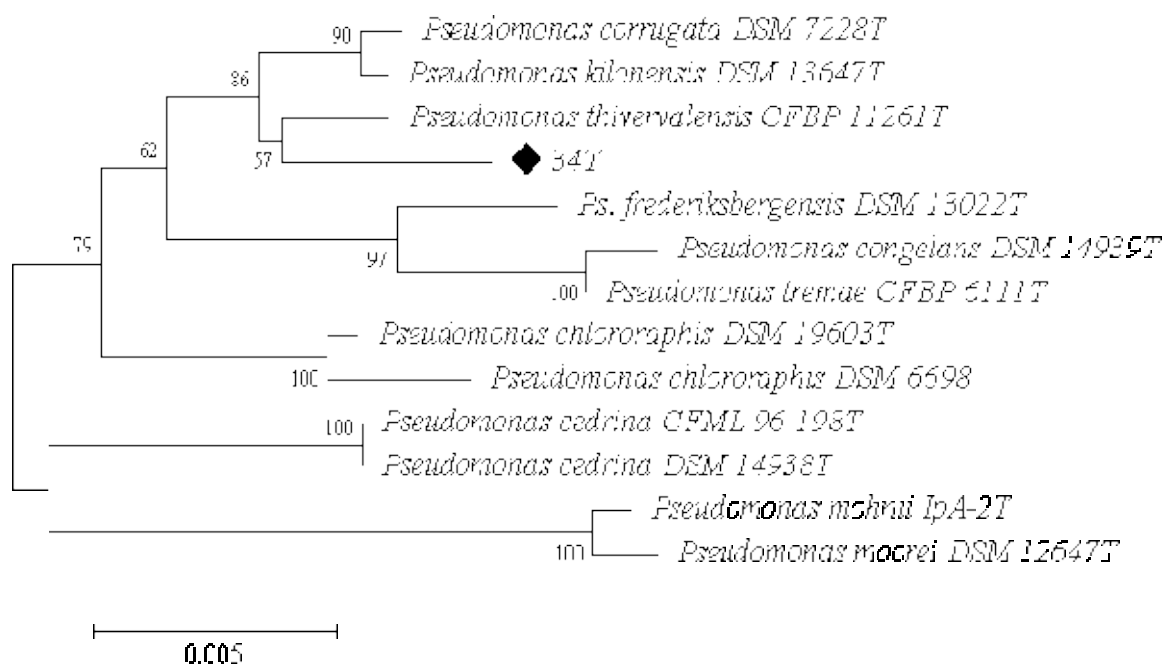 90
Pseudomonas corrugata DSM 7228T
Pseudomonas kilonensis DSM 13647T
86
Pseudomonas thivervalensis CFBP 11261T
57
34T
62
Ps. frederiksbergensis DSM 13022T
97
Pseudomonas congelans DSM 14939T
100
Pseudomonas tremae CFBP 6111T
79
Pseudomonas chlororaphis DSM 19603T
100
Pseudomonas chlororaphis DSM 6698
100
Pseudomonas cedrina CFML 96 198T
Pseudomonas cedrina DSM 14938T
Pseudomonas mohnii IpA-2T
100
Pseudomonas moorei DSM 12647T
0.005